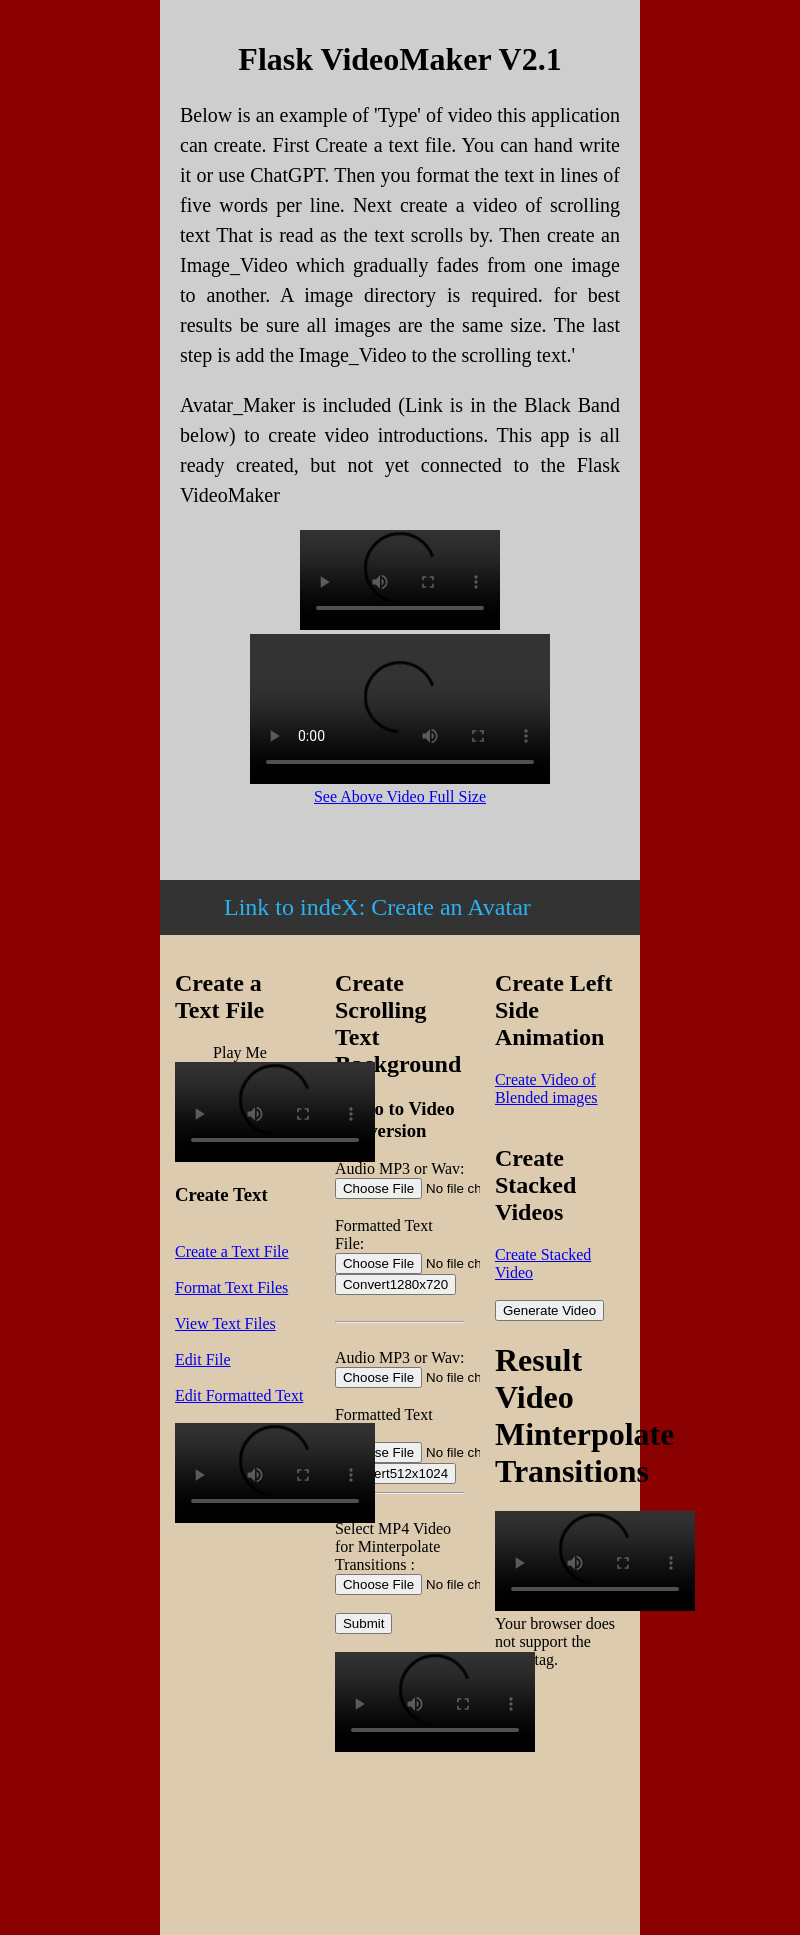 Flask VideoMaker V2.1
Below is an example of 'Type' of video this application
can create. First Create a text file. You can hand write
it or use ChatGPT. Then you format the text in lines of
five words per line. Next create a video of scrolling
text That is read as the text scrolls by. Then create an
Image_Video which gradually fades from one image
to another. A image directory is required. for best
results be sure all images are the same size. The last
step is add the Image_Video to the scrolling text.'
Avatar_Maker is included (Link is in the Black Band
below) to create video introductions. This app is all
ready created, but not yet connected to the Flask
VideoMaker
0:00
See Above Video Full Size
Link to indeX: Create an Avatar
Create a
Text File
Play Me
Create Text
Create a Text File
Format Text Files
View Text Files
Edit File
Edit Formatted Text
Create
Scrolling
Text
to Video
Audio MP3 or Wav:
Choose File No file ch
Formatted Text
File:
Choose File No file ch
Convert1280x720
Audio MP3 or Wav:
Choose File No file ch
Formatted Text
File No file ch
Select MP4 Video
for Minterpolate
Transitions :
Choose File No file ch
Submit
Create Left
Side
Animation
Create Video of
Blended images
Create
Stacked
Videos
Create Stacked
Video
Generate Video
Result
Video
Minterpolate
Transitions
Your browser does
not support the
tag.